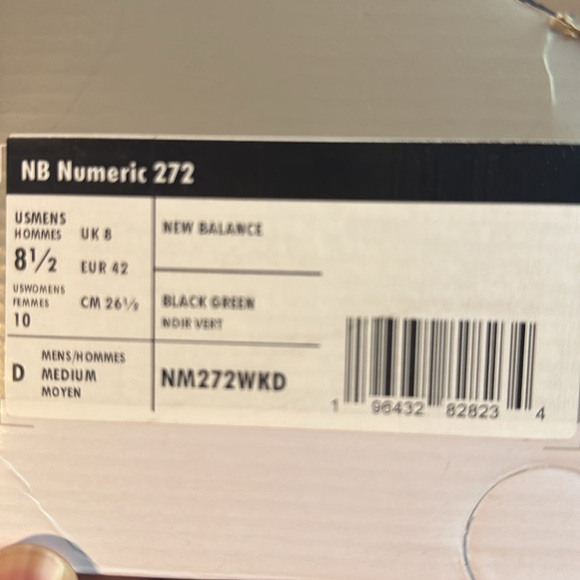 NB Numeric 272
USMENS
HOMMES UK 8
8½ EUR 42
USWOMENS
FEMMES CM 26½
10
NEW BALANCE
BLACK GREEN
NOIR VERT
D MENS/HOMMES
MEDIUM
MOYEN
NM272WKD
1 96432 82823 4